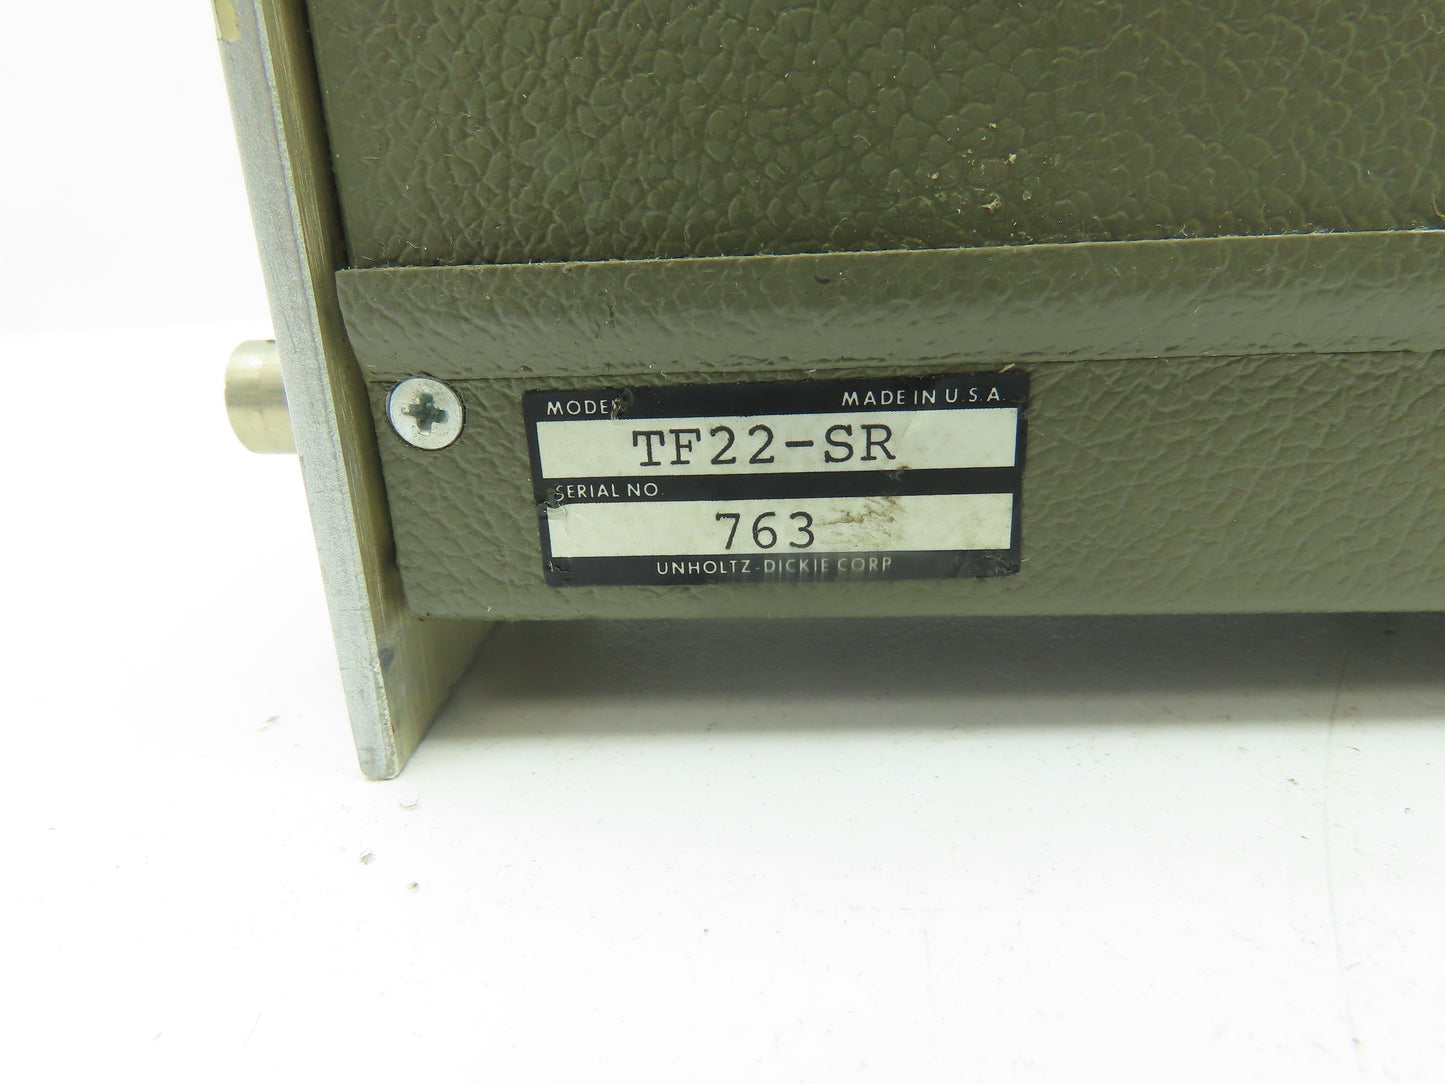 MODEL MADE IN U.S.A.
TF22-SR
SERIAL NO.
763
UNHOLTZ-DICKIE CORP.